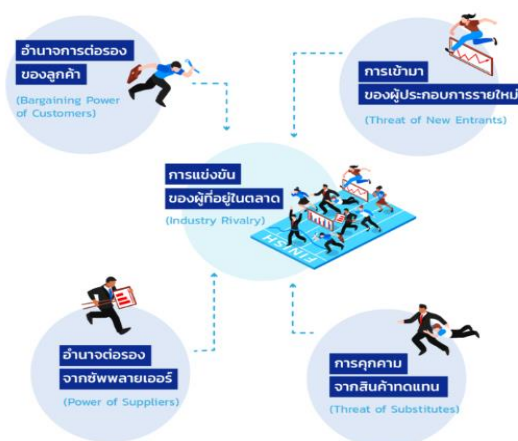 อำนาจการต่อรอง
ของลูกค้า
(Bargaining Power
of Customers)
การเข้ามา
ของผู้ประกอบการรายใหม่
(Threat of New Entrants)
การแข่งขัน
ของผู้ที่อยู่ในตลาด
(Industry Rivalry)
FINISH
อำนาจต่อรอง
จากซัพพลายเออร์
(Power of Suppliers)
การคุกคาม
จากสินค้าทดแทน
(Threat of Substitutes)